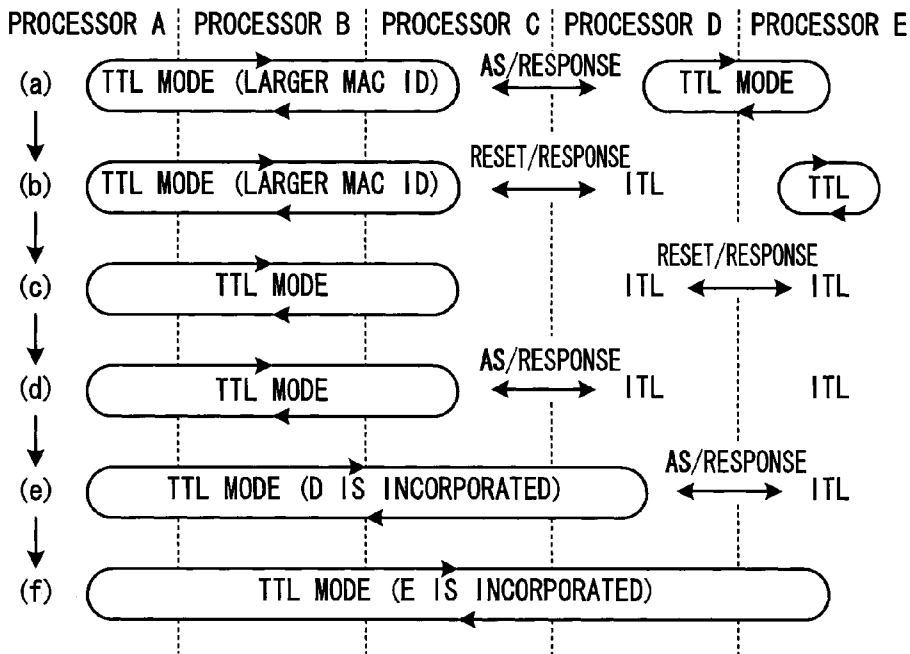 PROCESSOR A PROCESSOR B PROCESSOR C PROCESSOR D PROCESSOR E
(a) TTL MODE (LARGER MAC ID) AS/RESPONSE TTL MODE
(b) TTL MODE (LARGER MAC ID) RESET/RESPONSE ITL TTL
(c) TTL MODE ITL RESET/RESPONSE ITL
(d) TTL MODE AS/RESPONSE ITL ITL
(e) TTL MODE (D IS INCORPORATED) AS/RESPONSE ITL
(f) TTL MODE (E IS INCORPORATED)